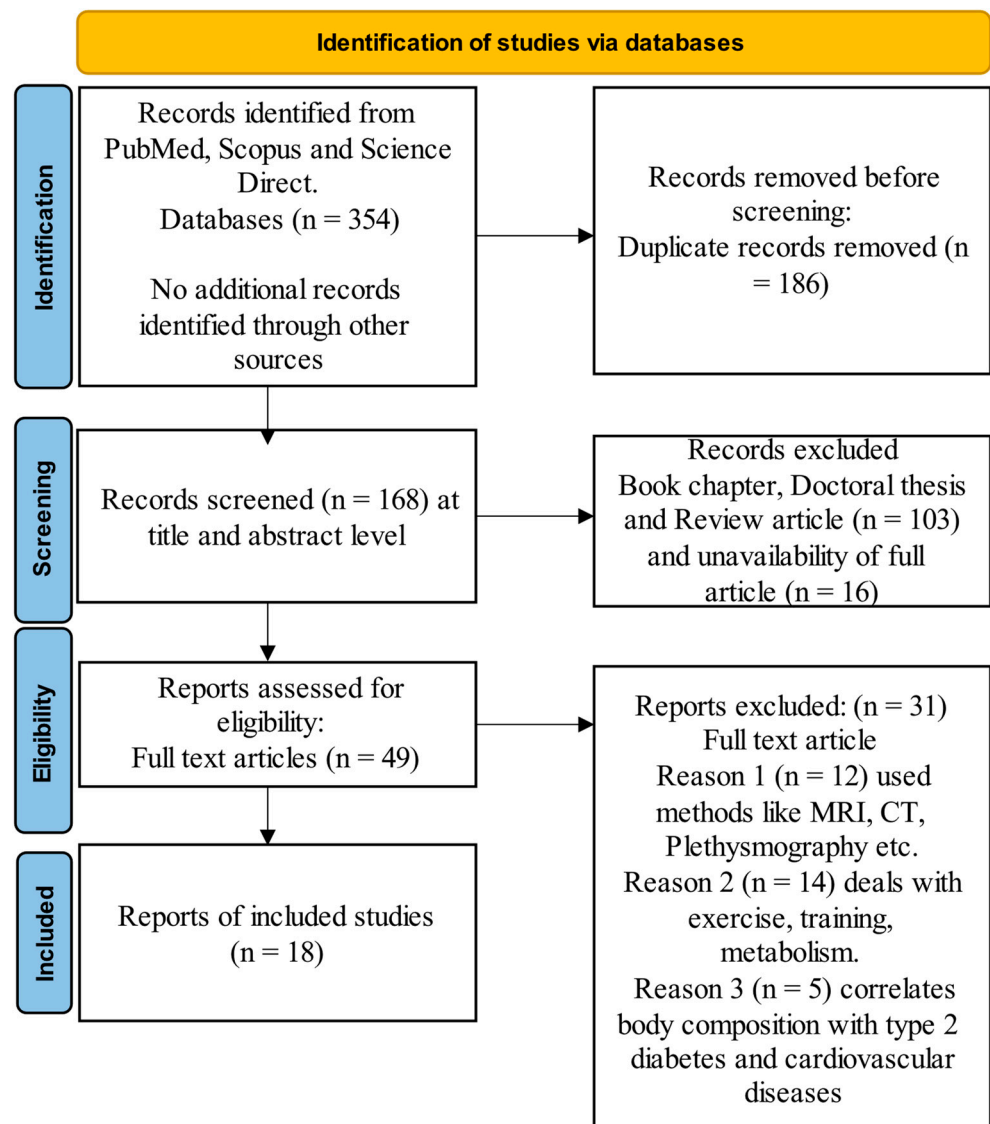 Identification of studies via databases
Identification
Records identified from
PubMed, Scopus and Science
Direct.
Databases (n = 354)
No additional records
identified through other
sources
Records removed before
screening:
Duplicate records removed (n
= 186)
Screening
Records screened (n = 168) at
title and abstract level
Records excluded
Book chapter, Doctoral thesis
and Review article (n = 103)
and unavailability of full
article (n = 16)
Eligibility
Reports assessed for
eligibility:
Full text articles (n = 49)
Reports excluded: (n = 31)
Full text article
Reason 1 (n = 12) used
methods like MRI, CT,
Plethysmography etc.
Reason 2 (n = 14) deals with
exercise, training,
metabolism.
Reason 3 (n = 5) correlates
body composition with type 2
diabetes and cardiovascular
diseases
Included
Reports of included studies
(n = 18)